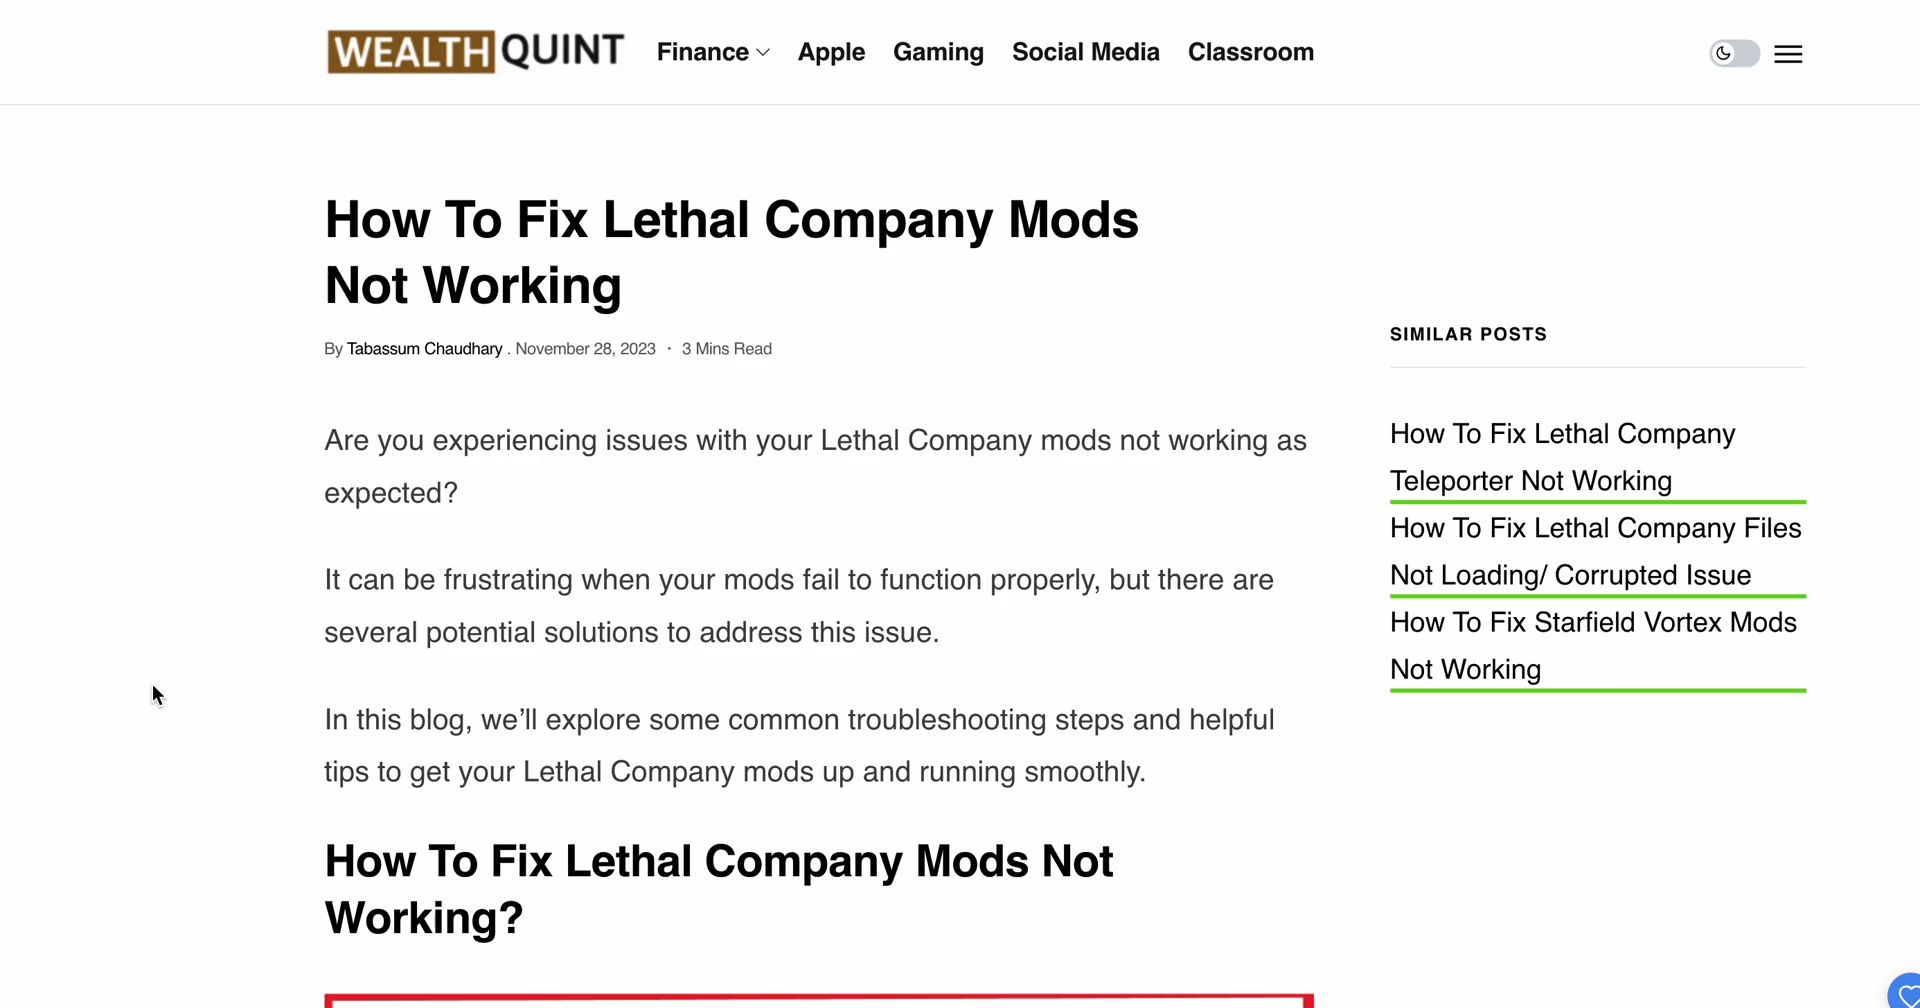 WEALTH QUINT Finance Apple Gaming Social Media Classroom
How To Fix Lethal Company Mods
Not Working
By Tabassum Chaudhary . November 28, 2023 · 3 Mins Read
Are you experiencing issues with your Lethal Company mods not working as
expected?
It can be frustrating when your mods fail to function properly, but there are
several potential solutions to address this issue.
In this blog, we’ll explore some common troubleshooting steps and helpful
tips to get your Lethal Company mods up and running smoothly.
How To Fix Lethal Company Mods Not
Working?
SIMILAR POSTS
How To Fix Lethal Company
Teleporter Not Working
How To Fix Lethal Company Files
Not Loading/ Corrupted Issue
How To Fix Starfield Vortex Mods
Not Working